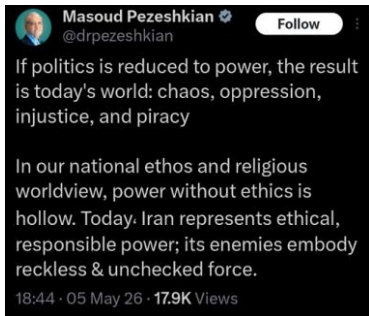 Masoud Pezeshkian
Follow
@drpezeshkian
If politics is reduced to power, the result
is today's world: chaos, oppression,
injustice, and piracy
In our national ethos and religious
worldview, power without ethics is
hollow. Today، Iran represents ethical,
responsible power; its enemies embody
reckless & unchecked force.
18:44 · 05 May 26 · 17.9K Views